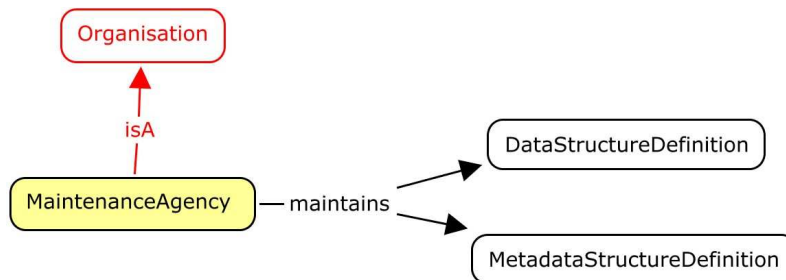 Organisation
isA
DataStructureDefinition
MaintenanceAgency
maintains
MetadataStructureDefinition